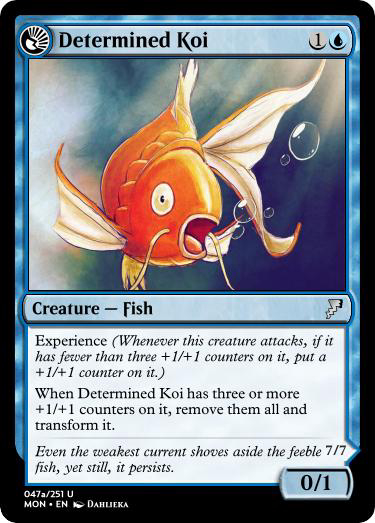 Determined Koi 1
Creature — Fish
Experience (Whenever this creature attacks, if it
has fewer than three +1/+1 counters on it, put a
+1/+1 counter on it.)
When Determined Koi has three or more
+1/+1 counters on it, remove them all and
transform it.
Even the weakest current shoves aside the feeble
fish, yet still, it persists.
7/7
0/1
047a/251 U
MON • EN DAHLIEKA